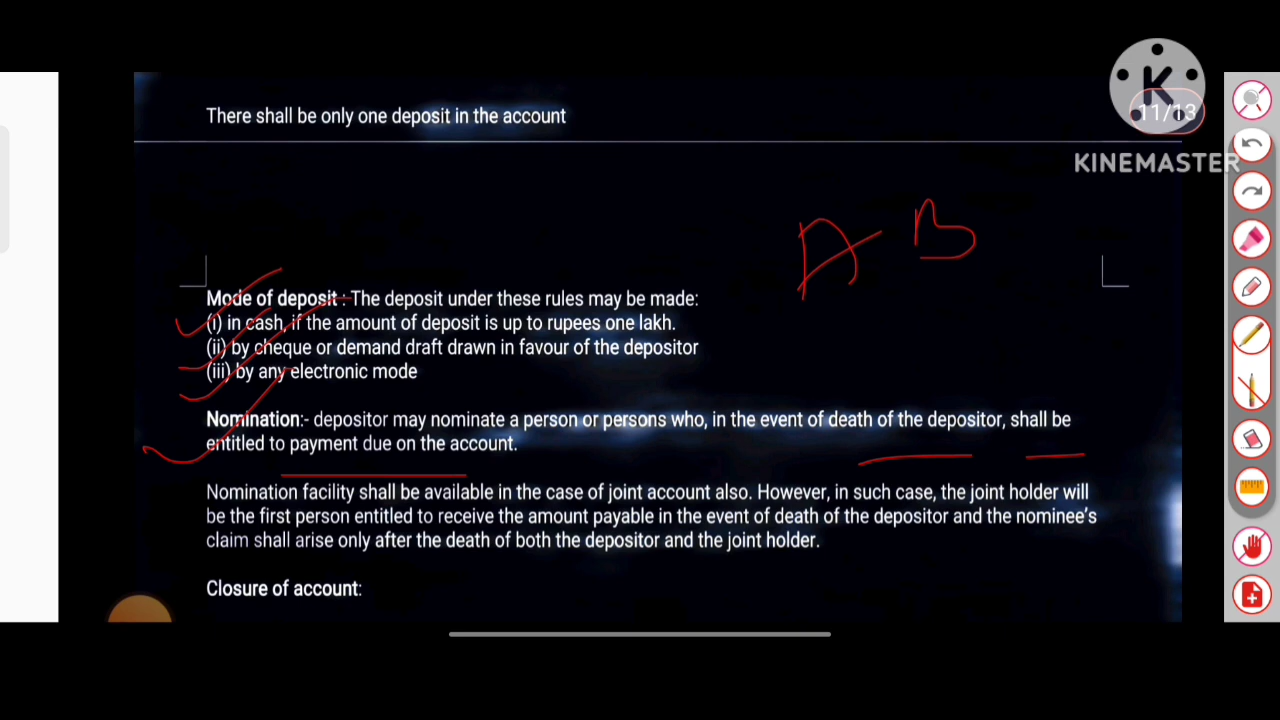 There shall be only one deposit in the account
11/13
KINEMASTER
A B
Mode of deposit : The deposit under these rules may be made:
(i) in cash, if the amount of deposit is up to rupees one lakh.
(ii) by cheque or demand draft drawn in favour of the depositor
(iii) by any electronic mode
Nomination:- depositor may nominate a person or persons who, in the event of death of the depositor, shall be
entitled to payment due on the account.
Nomination facility shall be available in the case of joint account also. However, in such case, the joint holder will
be the first person entitled to receive the amount payable in the event of death of the depositor and the nominee's
claim shall arise only after the death of both the depositor and the joint holder.
Closure of account: